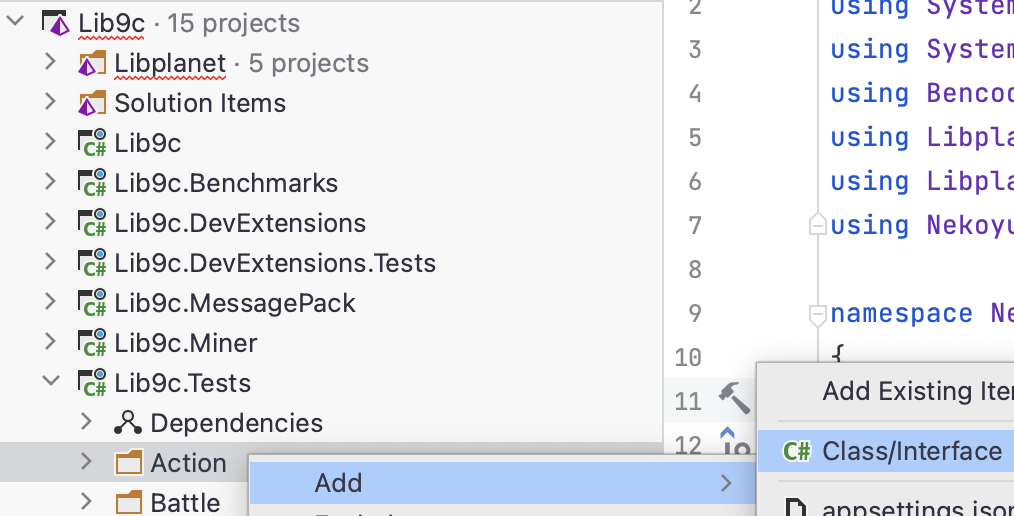 Lib9c · 15 projects
Libplanet · 5 projects
Solution Items
C# Lib9c
C# Lib9c.Benchmarks
C# Lib9c.DevExtensions
C# Lib9c.DevExtensions.Tests
C# Lib9c.MessagePack
C# Lib9c.Miner
C# Lib9c.Tests
Dependencies
Action
Battle
Add
2 using System
3 using System
4 using Bencod
5 using Libpla
6 using Libpla
7 using Nekoyu
8
9 namespace Ne
10 {
11
12
Add Existing Ite
C# Class/Interface
appsettings.json